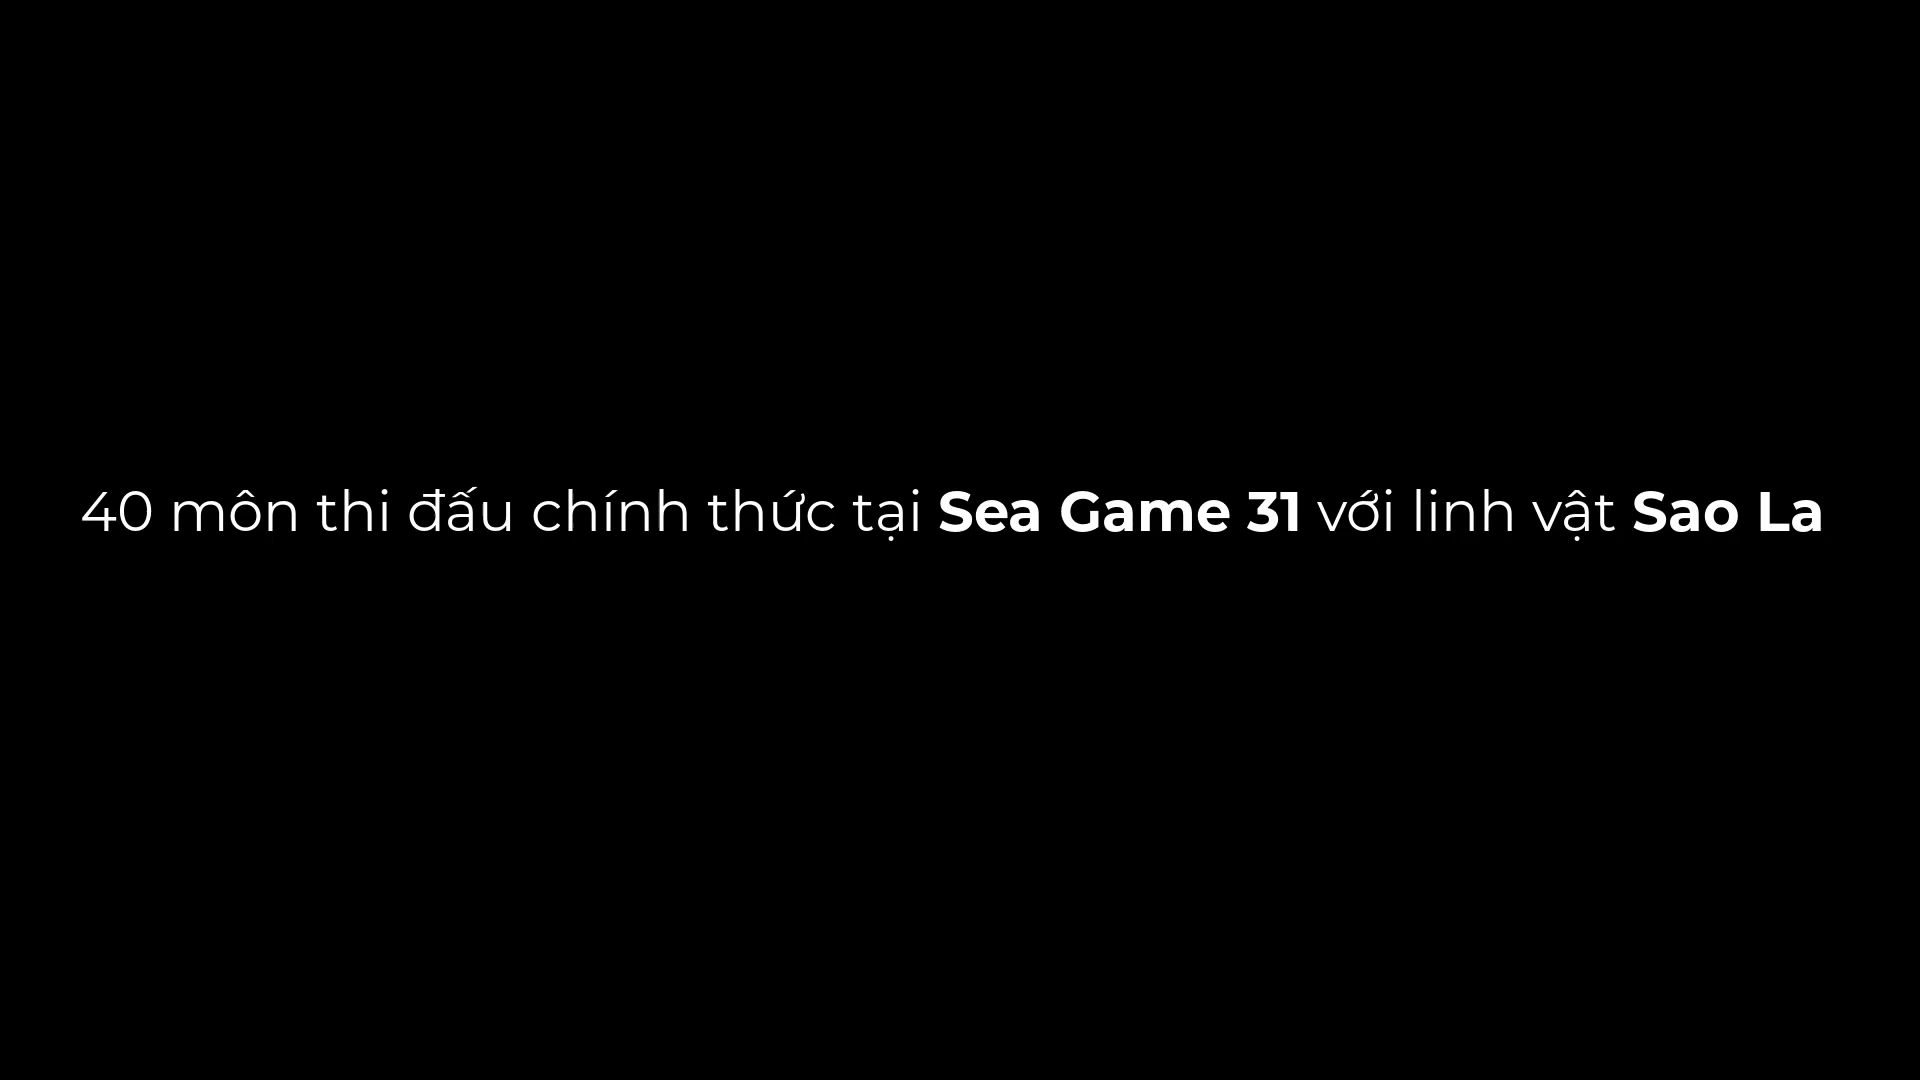 40 môn thi đấu chính thức tại Sea Game 31 với linh vật Sao La